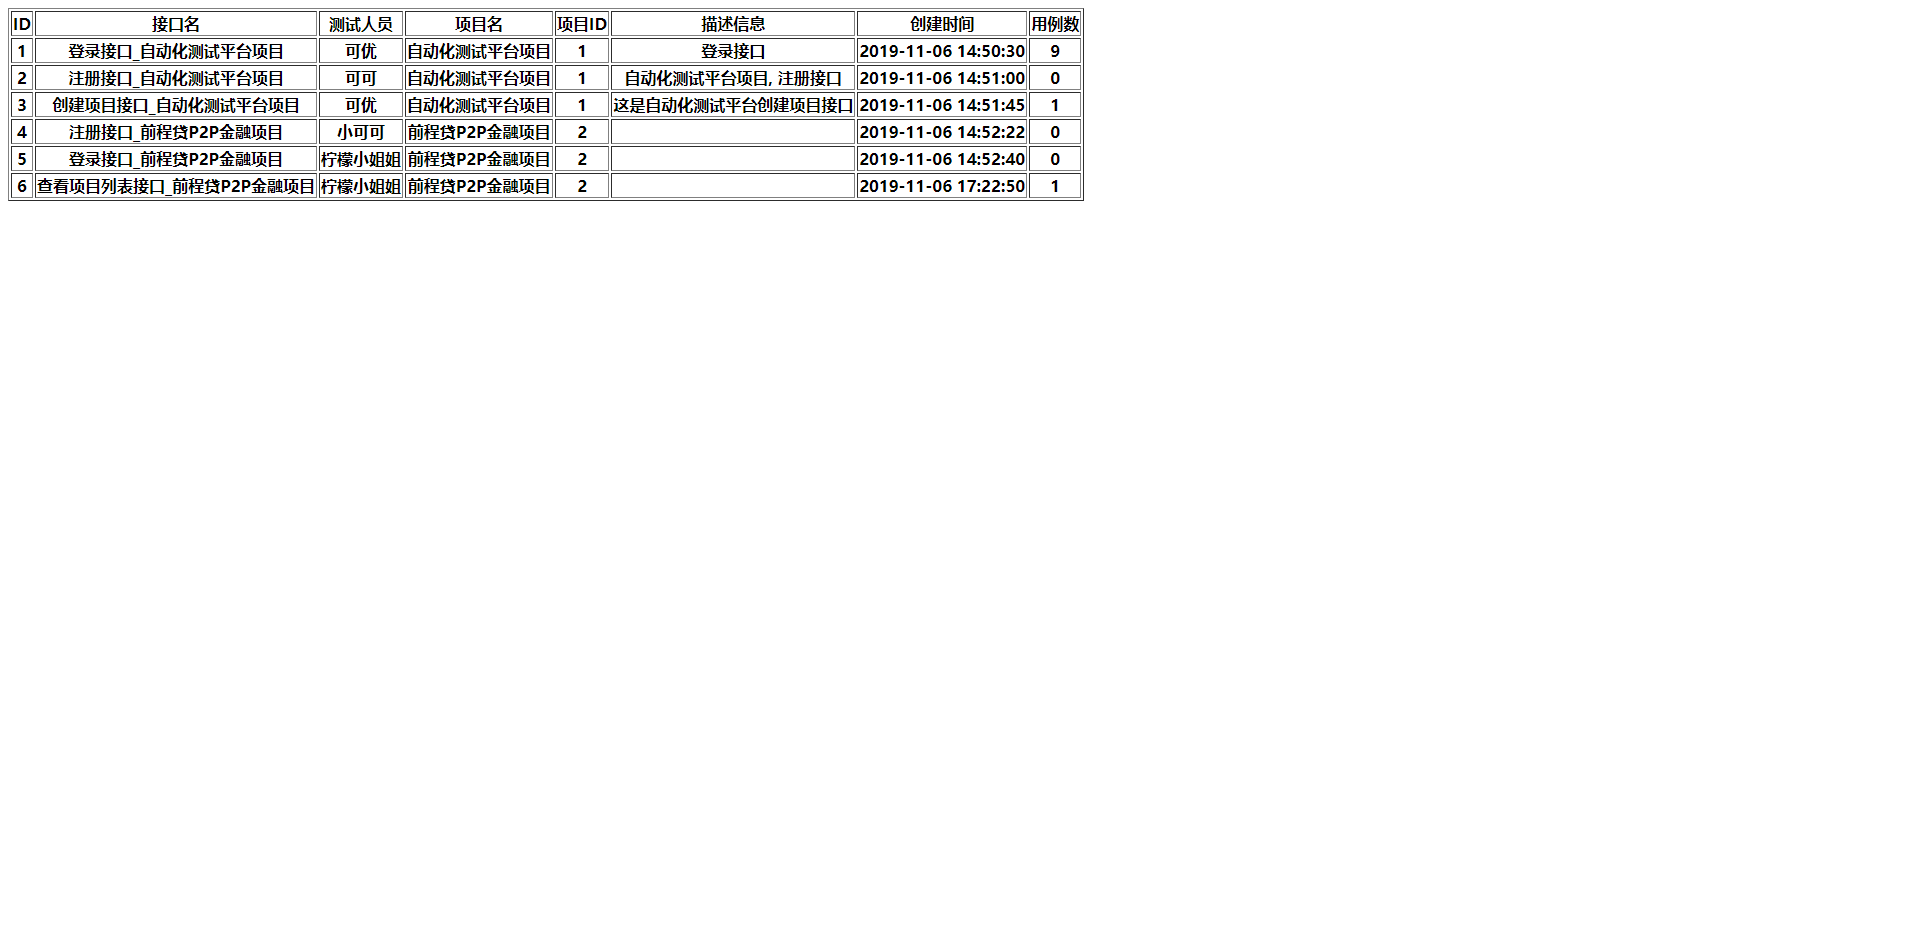 ID 接口名 测试人员 项目名 项目ID 描述信息 创建时间 用例数
1 登录接口_自动化测试平台项目 可优 自动化测试平台项目 1 登录接口 2019-11-06 14:50:30 9
2 注册接口_自动化测试平台项目 可可 自动化测试平台项目 1 自动化测试平台项目, 注册接口 2019-11-06 14:51:00 0
3 创建项目接口_自动化测试平台项目 可优 自动化测试平台项目 1 这是自动化测试平台创建项目接口 2019-11-06 14:51:45 1
4 注册接口_前程贷P2P金融项目 小可可 前程贷P2P金融项目 2 2019-11-06 14:52:22 0
5 登录接口_前程贷P2P金融项目 柠檬小姐姐 前程贷P2P金融项目 2 2019-11-06 14:52:40 0
6 查看项目列表接口_前程贷P2P金融项目 柠檬小姐姐 前程贷P2P金融项目 2 2019-11-06 17:22:50 1